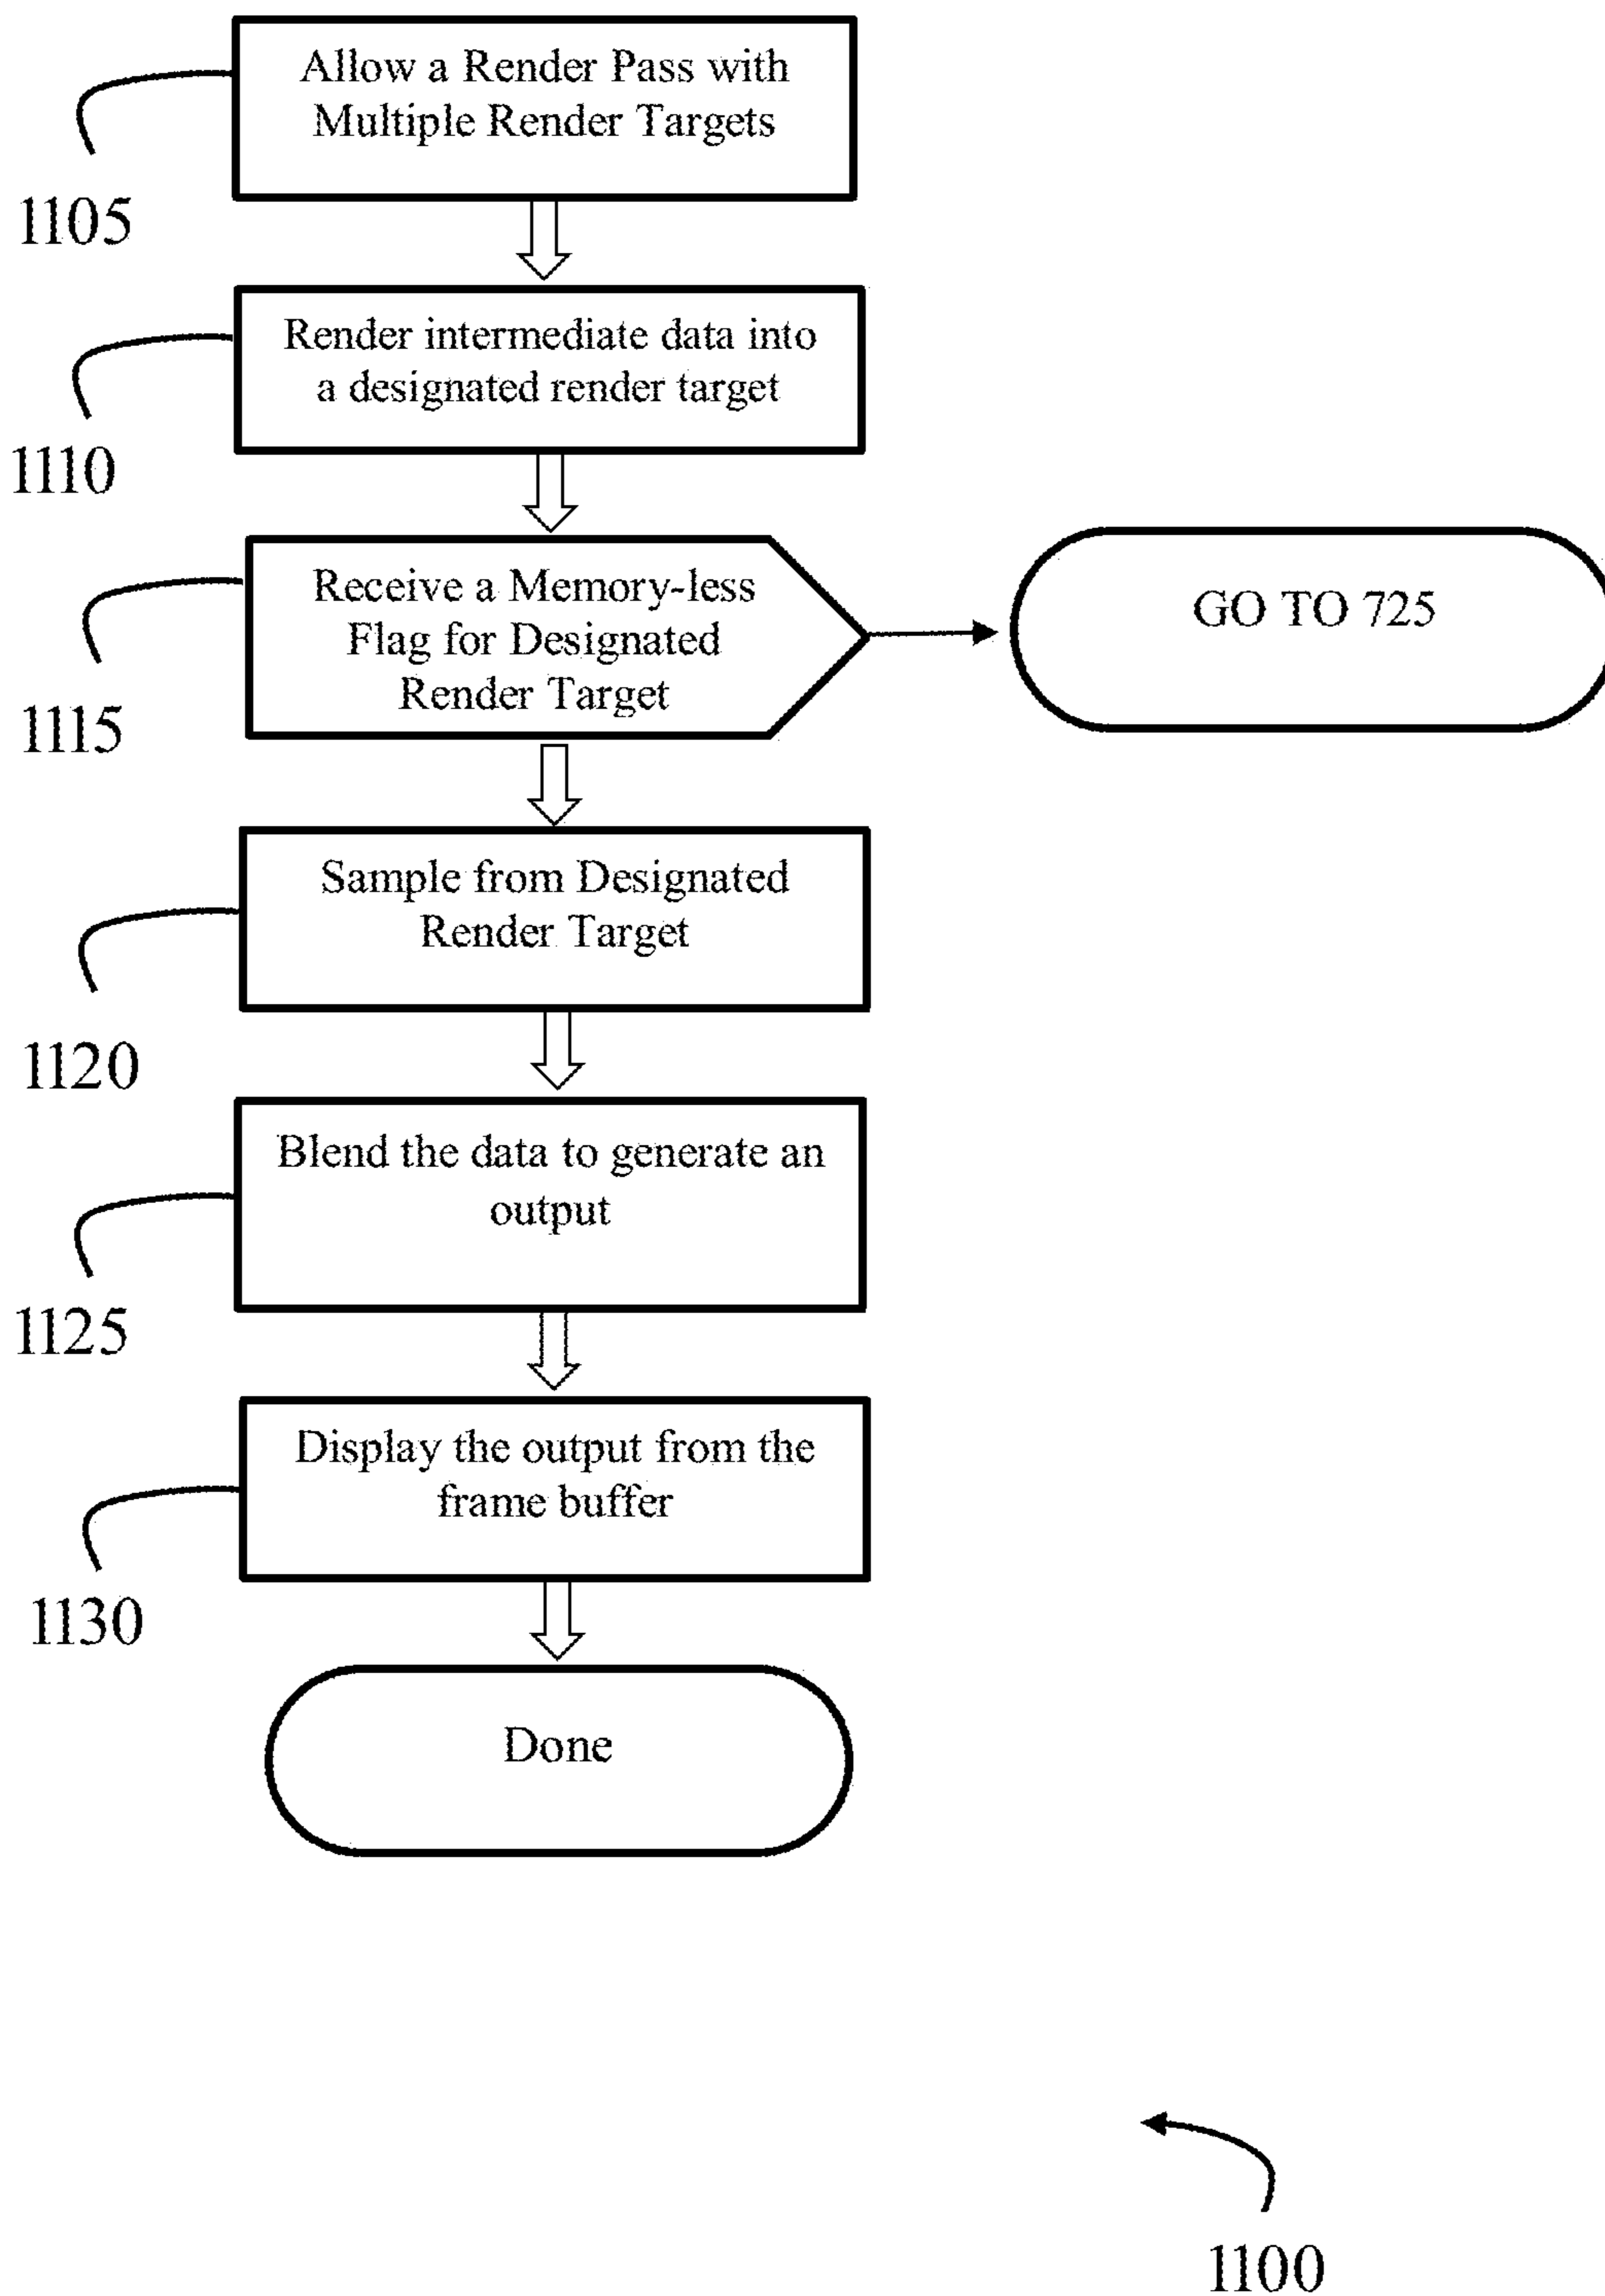 Allow a Render Pass with
Multiple Render Targets
1105
Render intermediate data into
a designated render target
1110
Receive a Memory-less
Flag for Designated
Render Target
1115
GO TO 725
Sample from Designated
Render Target
1120
Blend the data to generate an
output
1125
Display the output from the
frame buffer
1130
Done
1100